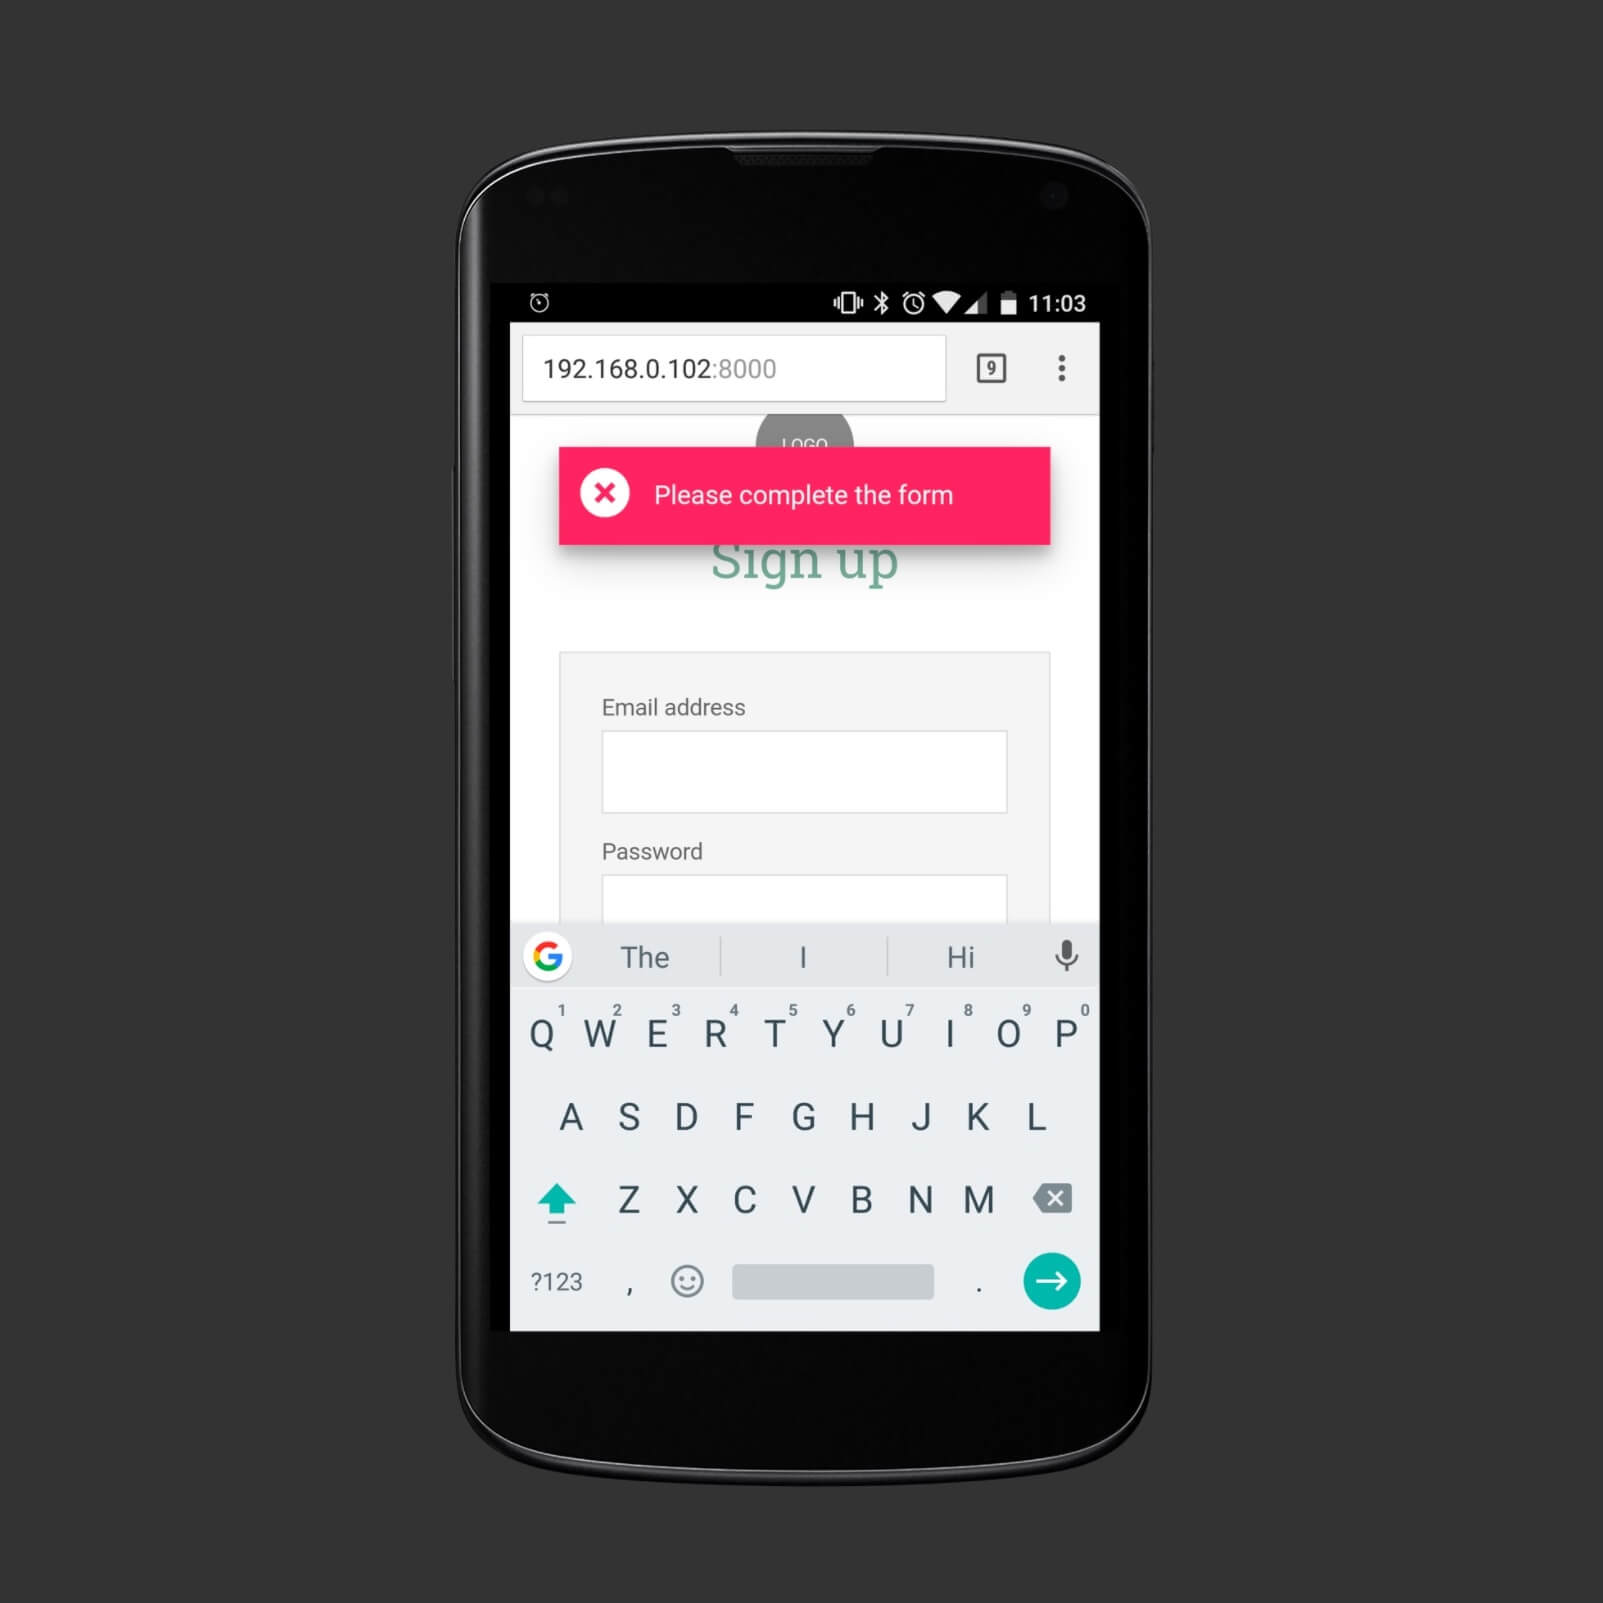 11:03
192.168.0.102:8000
9
LOGO
Please complete the form
Sign up
Email address
Password
G The I Hi
1 2 3 4 5 6 7 8 9 0
Q W E R T Y U I O P
A S D F G H J K L
Z X C V B N M
?123 , .